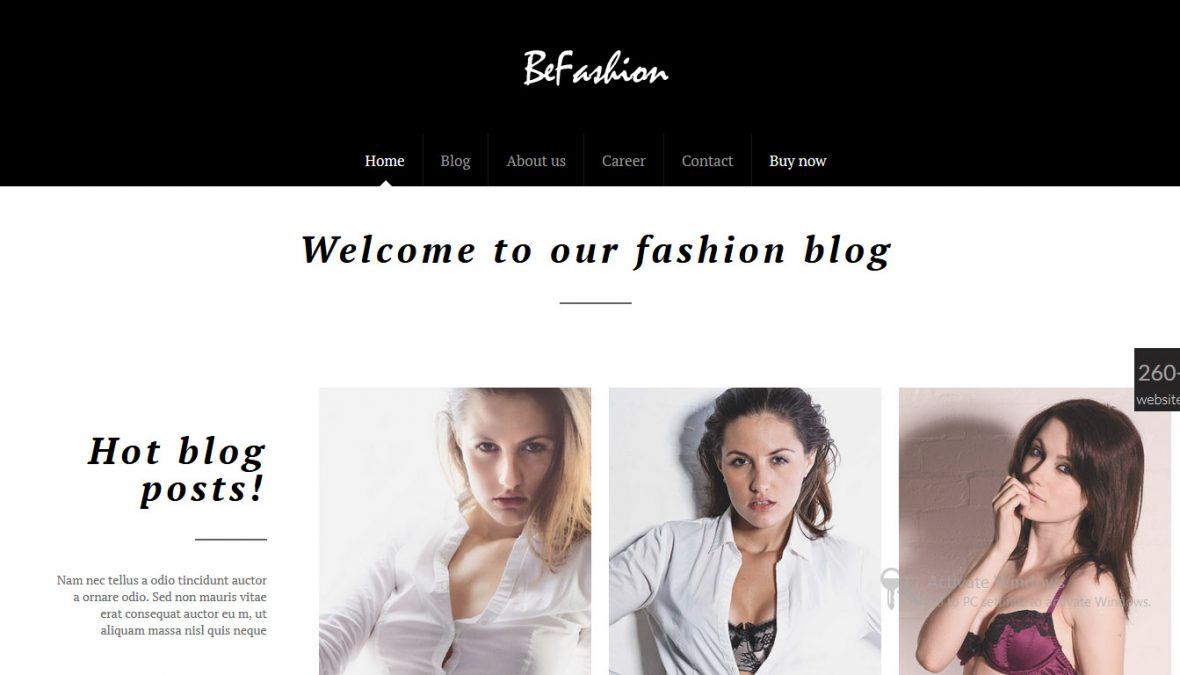 BeFashion
Home
Blog
About us
Career
Contact
Buy now
Welcome to our fashion blog
260+
website
Hot blog
posts!
Nam nec tellus a odio tincidunt auctor
a ornare odio. Sed non mauris vitae
erat consequat auctor eu m, ut
aliquam massa nisl quis neque
Activate Windows
to PC settings to activate Windows.